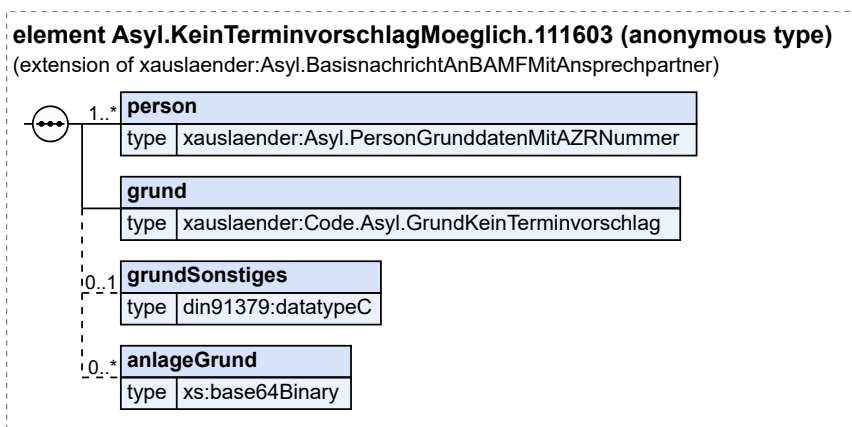 element Asyl.KeinTerminvorschlagMoeglich.111603 (anonymous type)
(extension of xauslaender:Asyl.BasisnachrichtAnBAMFMitAnsprechpartner)
1..* person
type xauslaender:Asyl.PersonGrunddatenMitAZRNummer
grund
type xauslaender:Code.Asyl.GrundKeinTerminvorschlag
0..1 grundSonstiges
type din91379:datatypeC
0..* anlageGrund
type xs:base64Binary